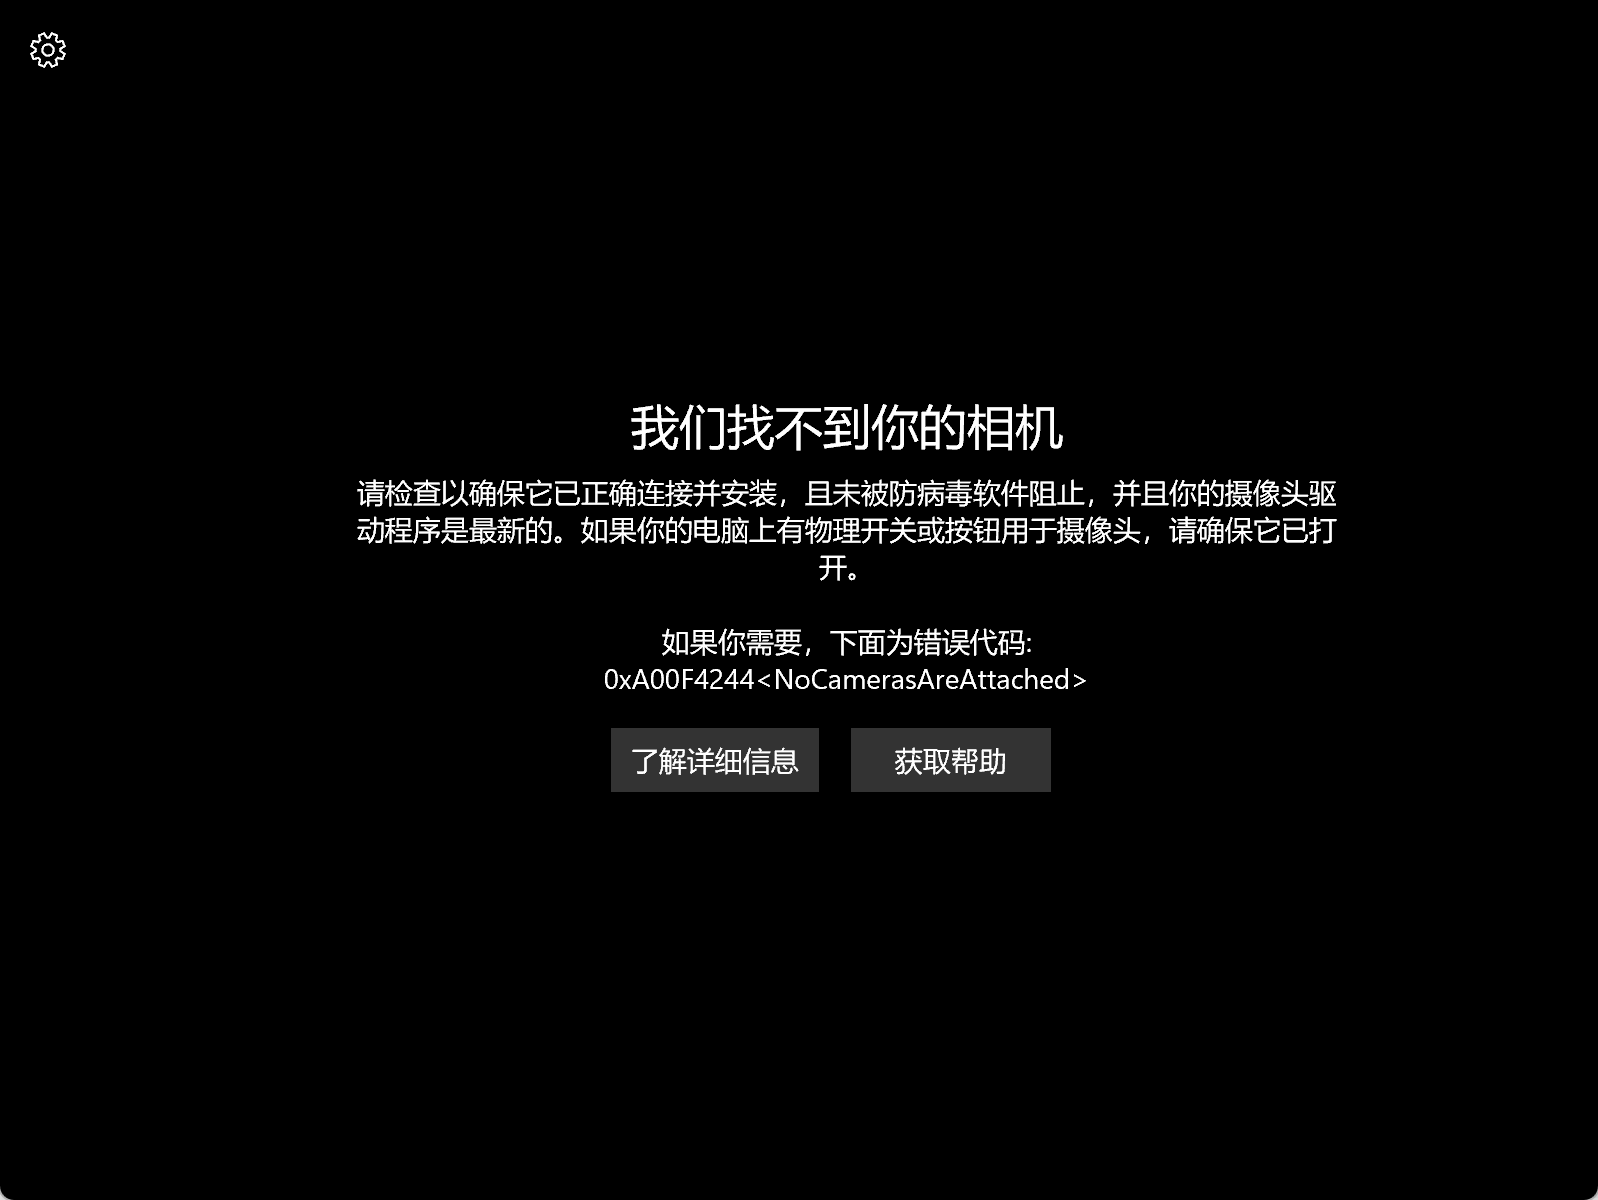 我们找不到你的相机
请检查以确保它已正确连接并安装，且未被防病毒软件阻止，并且你的摄像头驱
动程序是最新的。如果你的电脑上有物理开关或按钮用于摄像头，请确保它已打
开。
如果你需要，下面为错误代码:
0xA00F4244<NoCamerasAreAttached>
了解详细信息
获取帮助